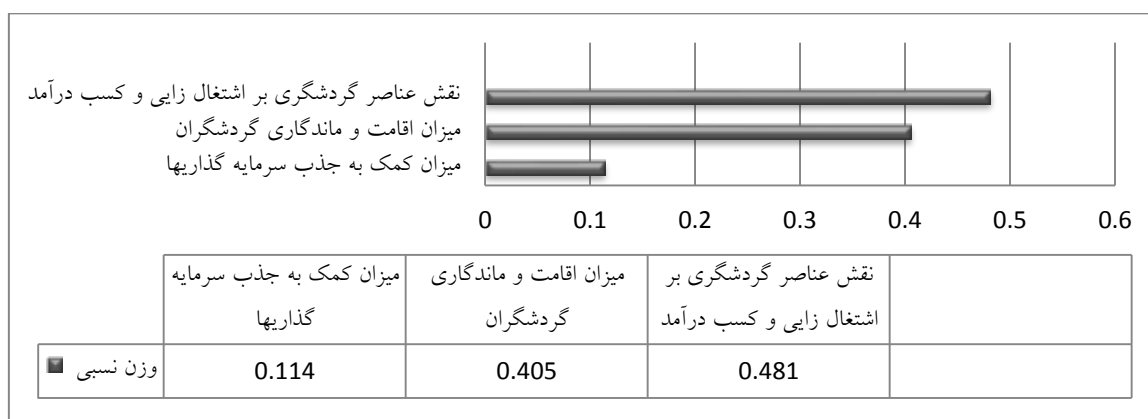 نقش عناصر گردشگری بر اشتغال زایی و کسب درآمد
میزان اقامت و ماندگاری گردشگران
میزان کمک به جذب سرمایه گذاریها
0 0.1 0.2 0.3 0.4 0.5 0.6
نقش عناصر گردشگری بر
اشتغال زایی و کسب درآمد
میزان اقامت و ماندگاری
گردشگران
میزان کمک به جذب سرمایه
گذاریها
وزن نسبی 0.114 0.405 0.481